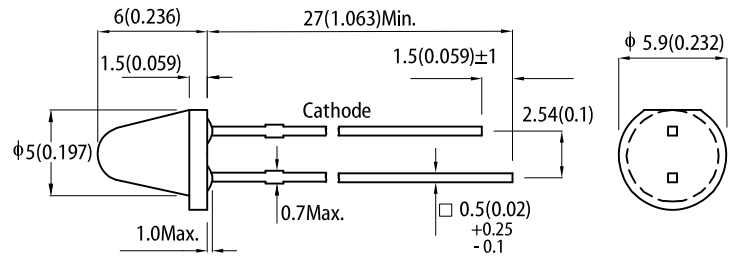 6(0.236)
27(1.063)Min.
ϕ 5.9(0.232)
1.5(0.059)
1.5(0.059)±1
Cathode
2.54(0.1)
ϕ5(0.197)
0.7Max.
□ 0.5(0.02)
+0.25
- 0.1
1.0Max.